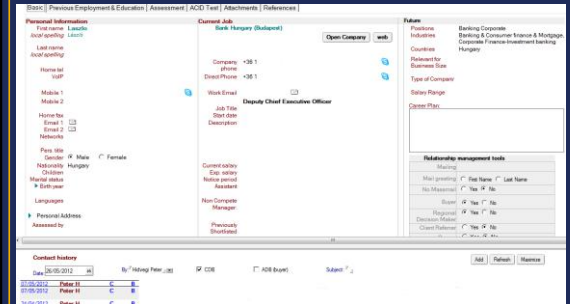 Basic | Previous Employment & Education | Assessment | ACID Test | Attachments | References |
Personal Information
First name Laszlo
local spelling László
Last name
local spelling
Home tel
VoIP
Mobile 1
Mobile 2
Home fax
Email 1
Email 2
Networks
Pers. title
Gender Male Female
Nationality Hungary
Children
Marital status
Birth year
Languages
Personal Address
Assessed by
Current Job
Bank Hungary (Budapest)
Open Company web
Company phone +36 1
Direct Phone +36 1
Work Email
Deputy Chief Executive Officer
Job Title
Start date
Description
Current salary
Exp. salary
Notice period
Assistant
Non Compete
Manager
Previously
Shortlisted
Future
Positions Banking Corporate
Industries Banking & Consumer finance & Mortgage,
Corporate Finance-Investment banking
Countries Hungary
Relevant for
Business Size
Type of Company
Salary Range
Career Plan:
Relationship management tools
Mailing
Mail greeting First Name Last Name
No Massmail Yes No
Buyer Yes No
Regional Yes No
Decision Maker
Client Referrer Yes No
Contact history
Date 26/05/2012 By Hidvegi Peter CDB ADB (buyer) Subject
Add Refresh Maximize
07/05/2012 Peter H C B
07/05/2012 Peter H C B
Peter H C B